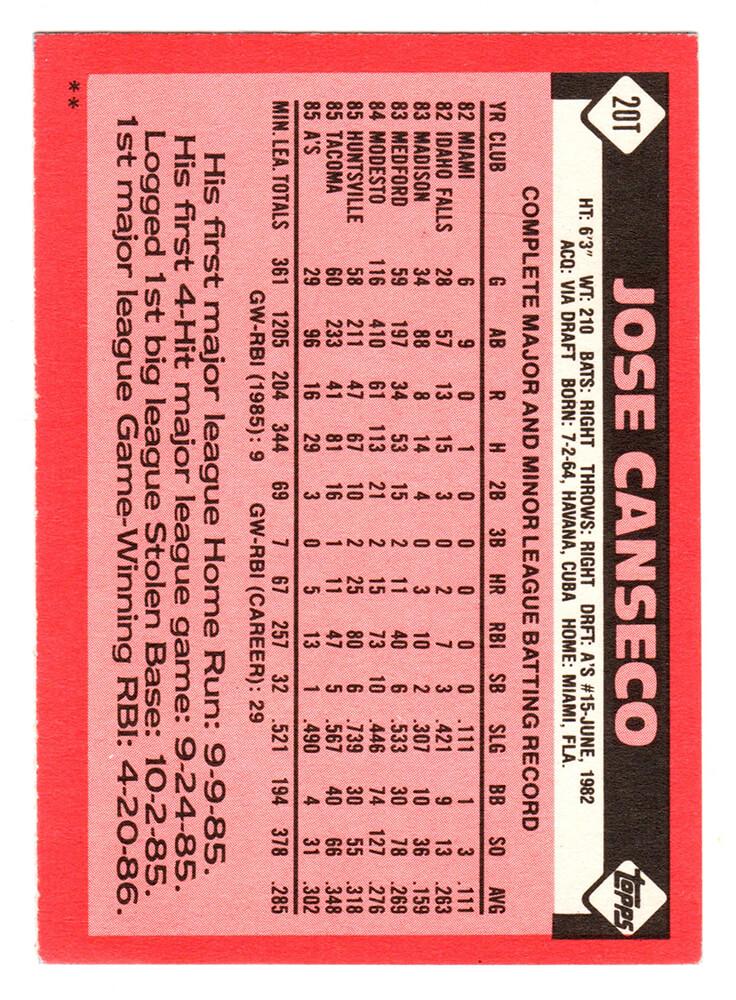 20T
JOSE CANSECO
topps
HT: 6'3" WT: 210 BATS: RIGHT THROWS: RIGHT DRFT: A'S #15-JUNE, 1982
ACQ: VIA DRAFT BORN: 7-2-64, HAVANA, CUBA HOME: MIAMI, FLA.
COMPLETE MAJOR AND MINOR LEAGUE BATTING RECORD
YR CLUB G AB R H 2B 3B HR RBI SB SLG BB SO AVG
82 MIAMI 6 9 0 1 0 0 0 0 0 .111 1 3 .111
82 IDAHO FALLS 28 57 13 15 3 0 2 7 3 .421 9 13 .263
83 MADISON 34 88 8 14 4 0 3 10 2 .307 10 36 .159
83 MEDFORD 59 197 34 53 15 2 11 40 6 .533 30 78 .269
84 MODESTO 116 410 61 113 21 2 15 73 10 .446 74 127 .276
85 HUNTSVILLE 58 211 47 67 10 2 25 80 6 .739 30 55 .318
85 TACOMA 60 233 41 81 16 1 11 47 5 .567 40 66 .348
85 A'S 29 96 16 29 3 0 5 13 1 .490 4 31 .302
MIN. LEA. TOTALS 361 1205 204 344 69 7 67 257 32 .521 194 378 .285
GW-RBI (1985): 9 GW-RBI (CAREER): 29
His first major league Home Run: 9-9-85.
His first 4-Hit major league game: 9-24-85.
Logged 1st big league Stolen Base: 10-2-85.
1st major league Game-Winning RBI: 4-20-86.
**